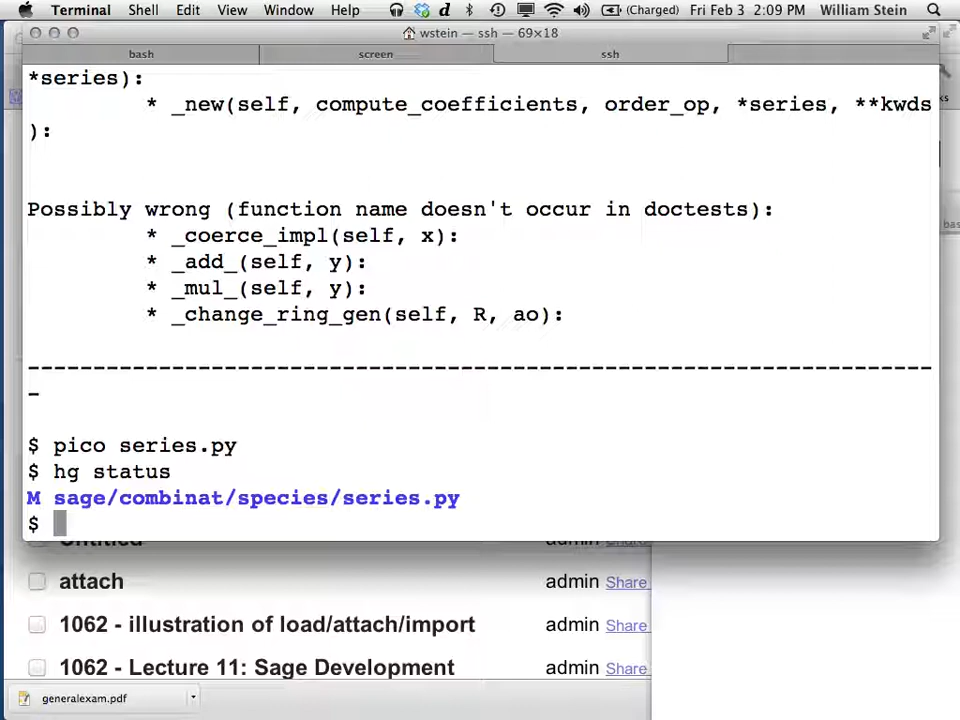 Terminal Shell Edit View Window Help (Charged) Fri Feb 3 2:09 PM William Stein
wstein — ssh — 69×18
bash screen ssh
*series):
* _new(self, compute_coefficients, order_op, *series, **kwds
):
Possibly wrong (function name doesn't occur in doctests):
* _coerce_impl(self, x):
* _add_(self, y):
* _mul_(self, y):
* _change_ring_gen(self, R, ao):
---------------------------------------------------------------------
-
$ pico series.py
$ hg status
M sage/combinat/species/series.py
$
Untitled admin Share
attach admin Share
1062 - illustration of load/attach/import admin Share
1062 - Lecture 11: Sage Development admin Share
generalexam.pdf